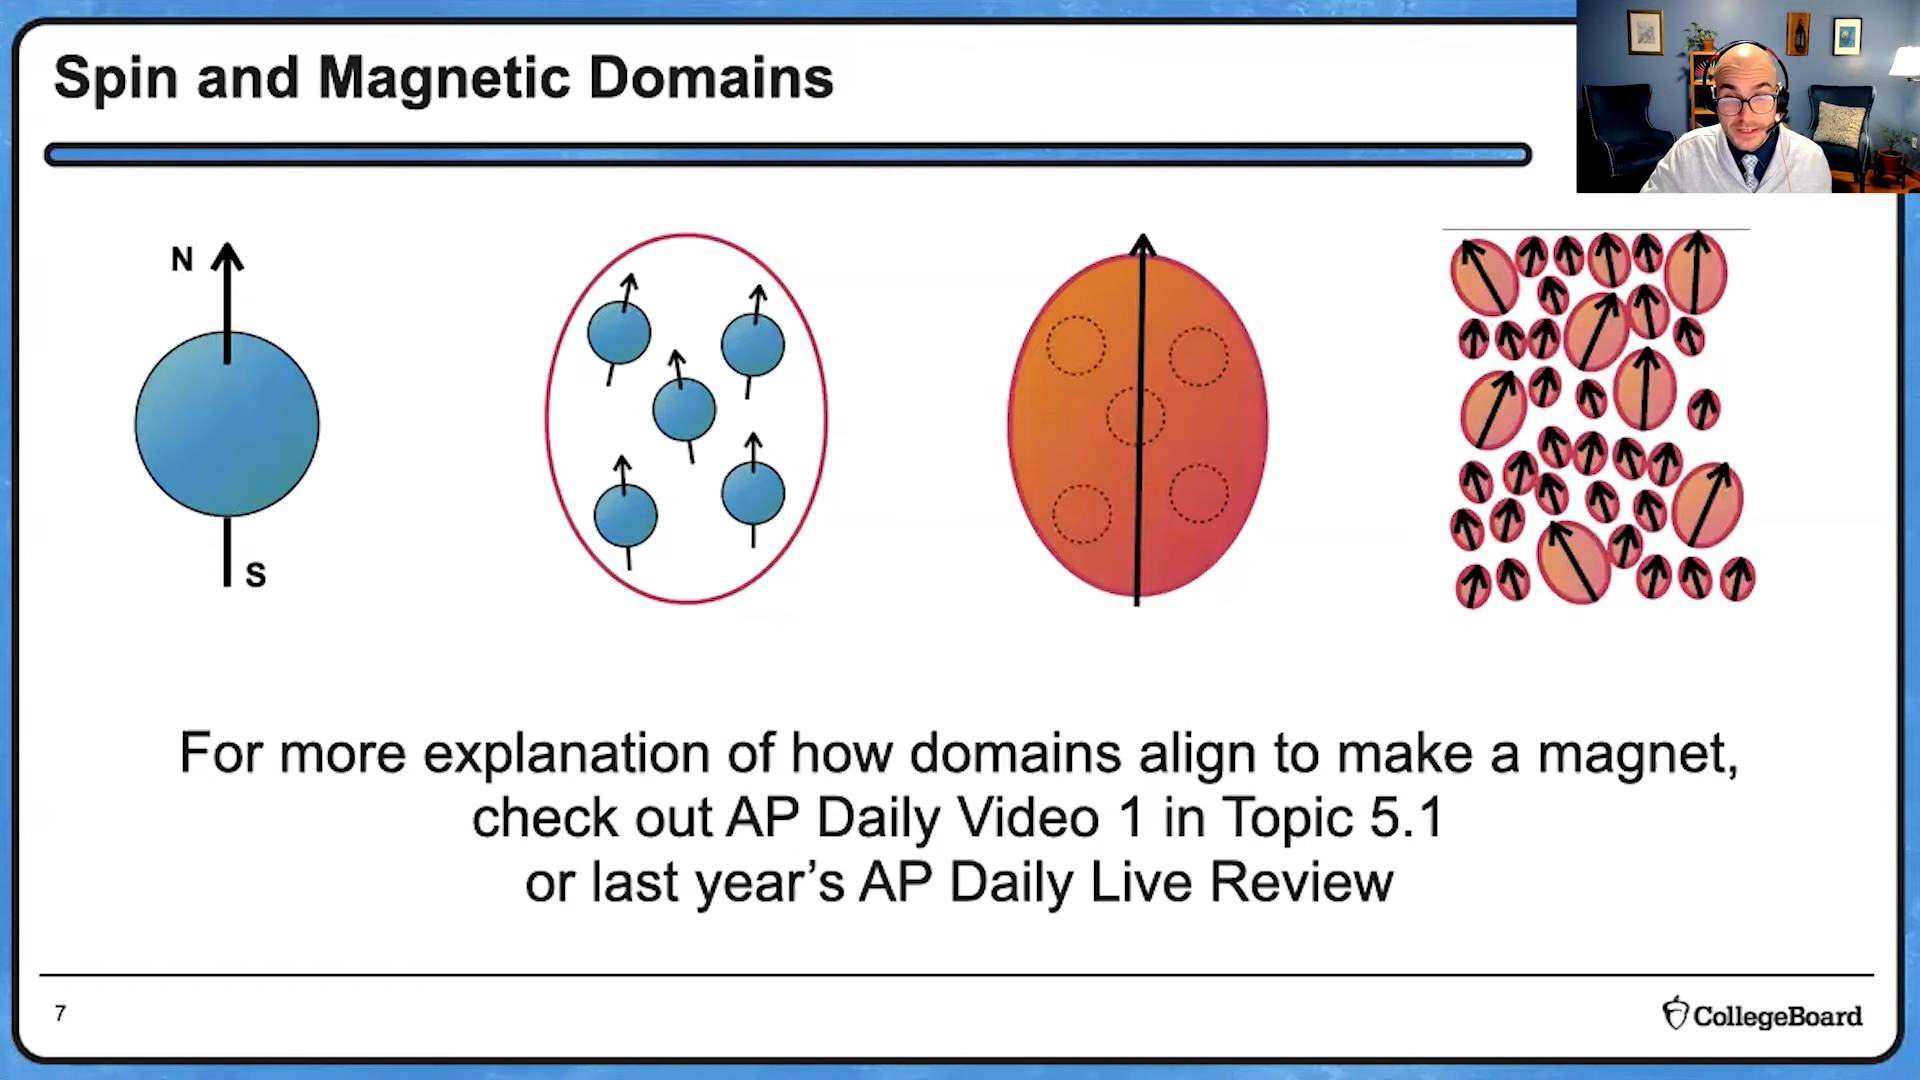 Spin and Magnetic Domains
N
S
For more explanation of how domains align to make a magnet,
check out AP Daily Video 1 in Topic 5.1
or last year’s AP Daily Live Review
7
CollegeBoard